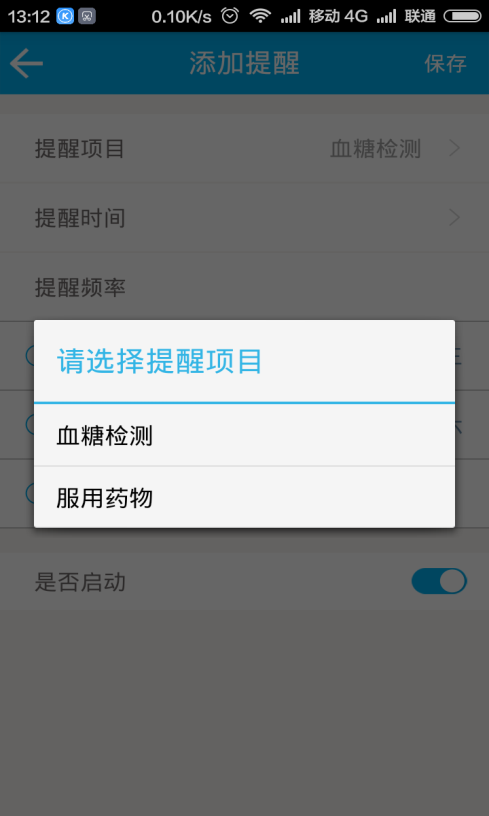 13:12 0.10K/s 移动 4G 联通
添加提醒 保存
提醒项目 血糖检测
提醒时间
提醒频率
请选择提醒项目
血糖检测
服用药物
是否启动